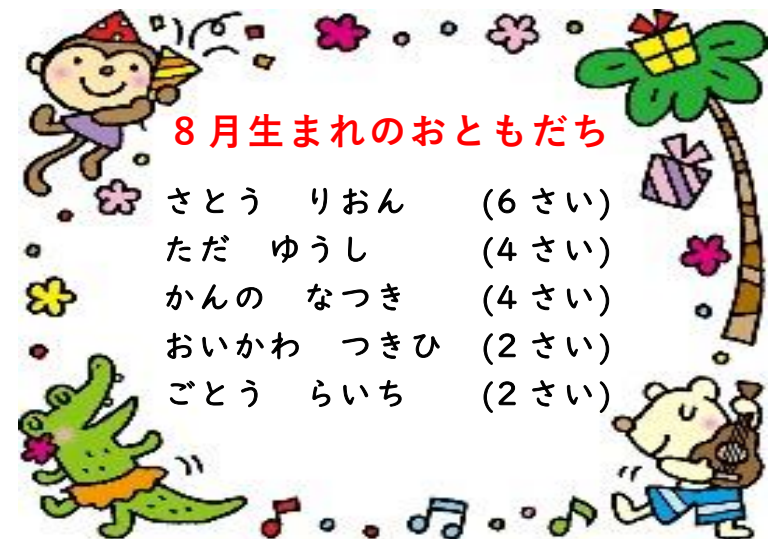 ８月生まれのおともだち
さとう　りおん　　(6さい)
ただ　ゆうし　　　(4さい)
かんの　なつき　　(4さい)
おいかわ　つきひ　(2さい)
ごとう　らいち　　(2さい)